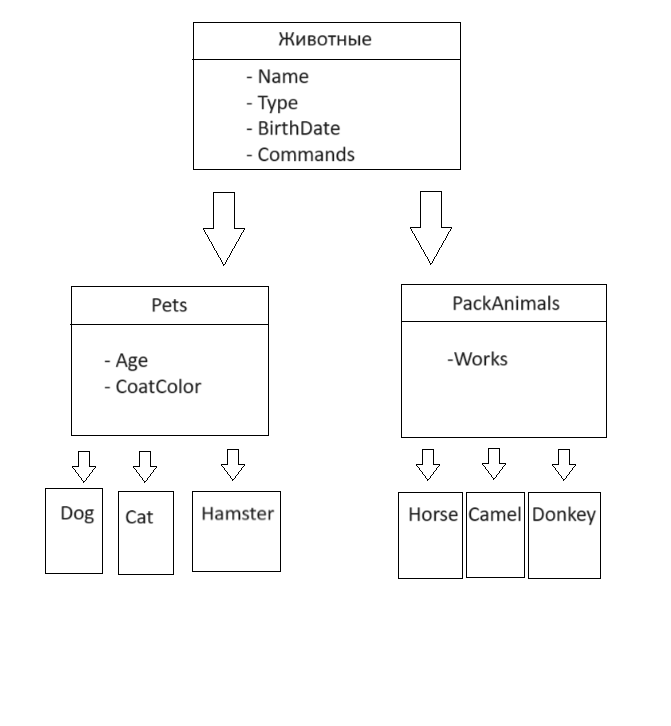 Животные
- Name
- Type
- BirthDate
- Commands
Pets
- Age
- CoatColor
PackAnimals
-Works
Dog
Cat
Hamster
Horse
Camel
Donkey